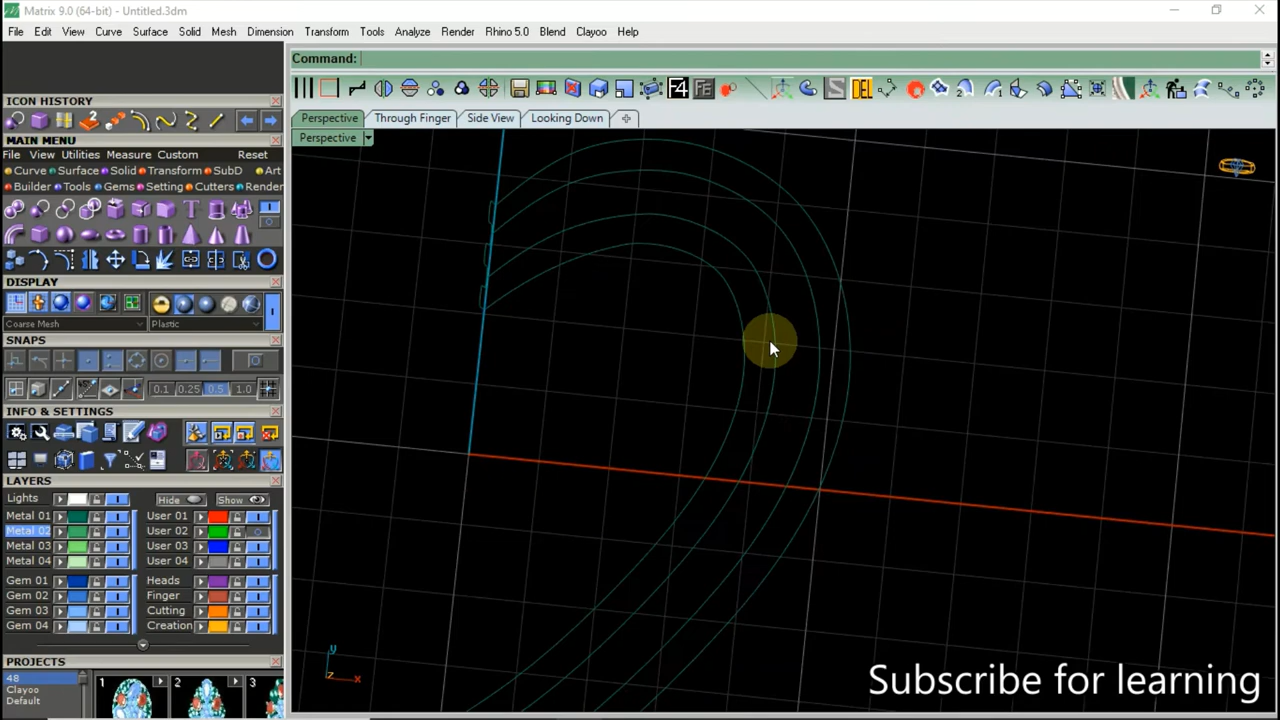 Matrix 9.0 (64-bit) - Untitled.3dm
File Edit View Curve Surface Solid Mesh Dimension Transform Tools Analyze Render Rhino 5.0 Blend Clayoo Help
Command:
ICON HISTORY
MAIN MENU
File View Utilities Measure Custom Reset
Curve Surface Solid Transform SubD Art
Builder Tools Gems Setting Cutters Render
DISPLAY
Coarse Mesh Plastic
SNAPS
0.1 0.25 0.5 1.0
INFO & SETTINGS
LAYERS
Lights Hide Show
Metal 01 User 01
Metal 02 User 02
Metal 03 User 03
Metal 04 User 04
Gem 01 Heads
Gem 02 Finger
Gem 03 Cutting
Gem 04 Creation
PROJECTS
48
Clayoo
Default
1 2 3
F4 FE S DEL
Perspective Through Finger Side View Looking Down
Perspective
y
z x
Subscribe for learning